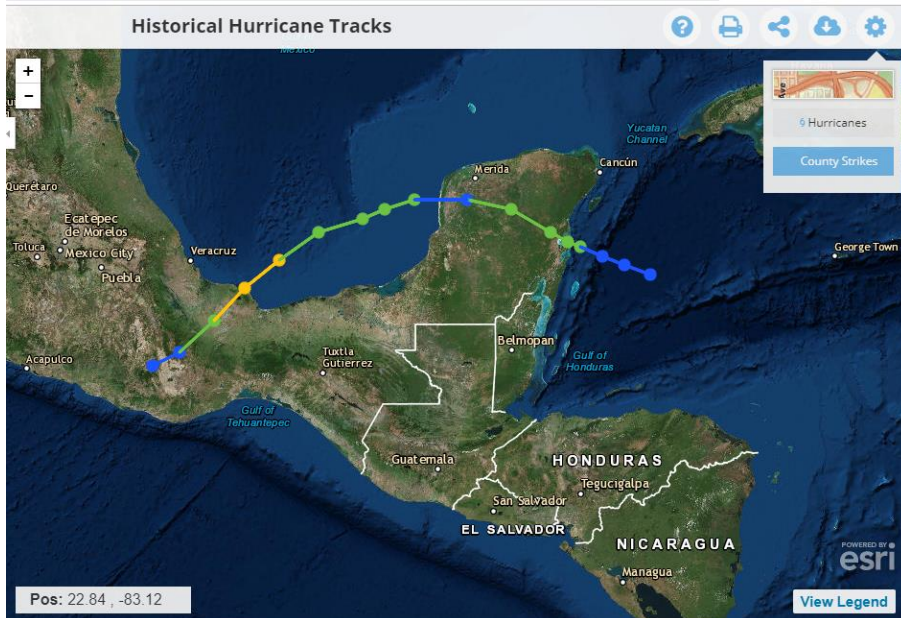 Historical Hurricane Tracks
?
Mexico
+
-
Ave
Hurricanes
County Strikes
Yucatan
Channel
Merida
Cancún
Queretaro
Ecatepec
de Morelos
Toluca
Mexico City
Puebla
Veracruz
George Town
Belmopan
Acapulco
Tuxtla
Gutierrez
Gulf of
Honduras
Gulf of
Tehuantepec
Guatemala
HONDURAS
Tegucigalpa
San Salvador
EL SALVADOR
NICARAGUA
Managua
POWERED BY
esri
Pos: 22.84 , -83.12
View Legend